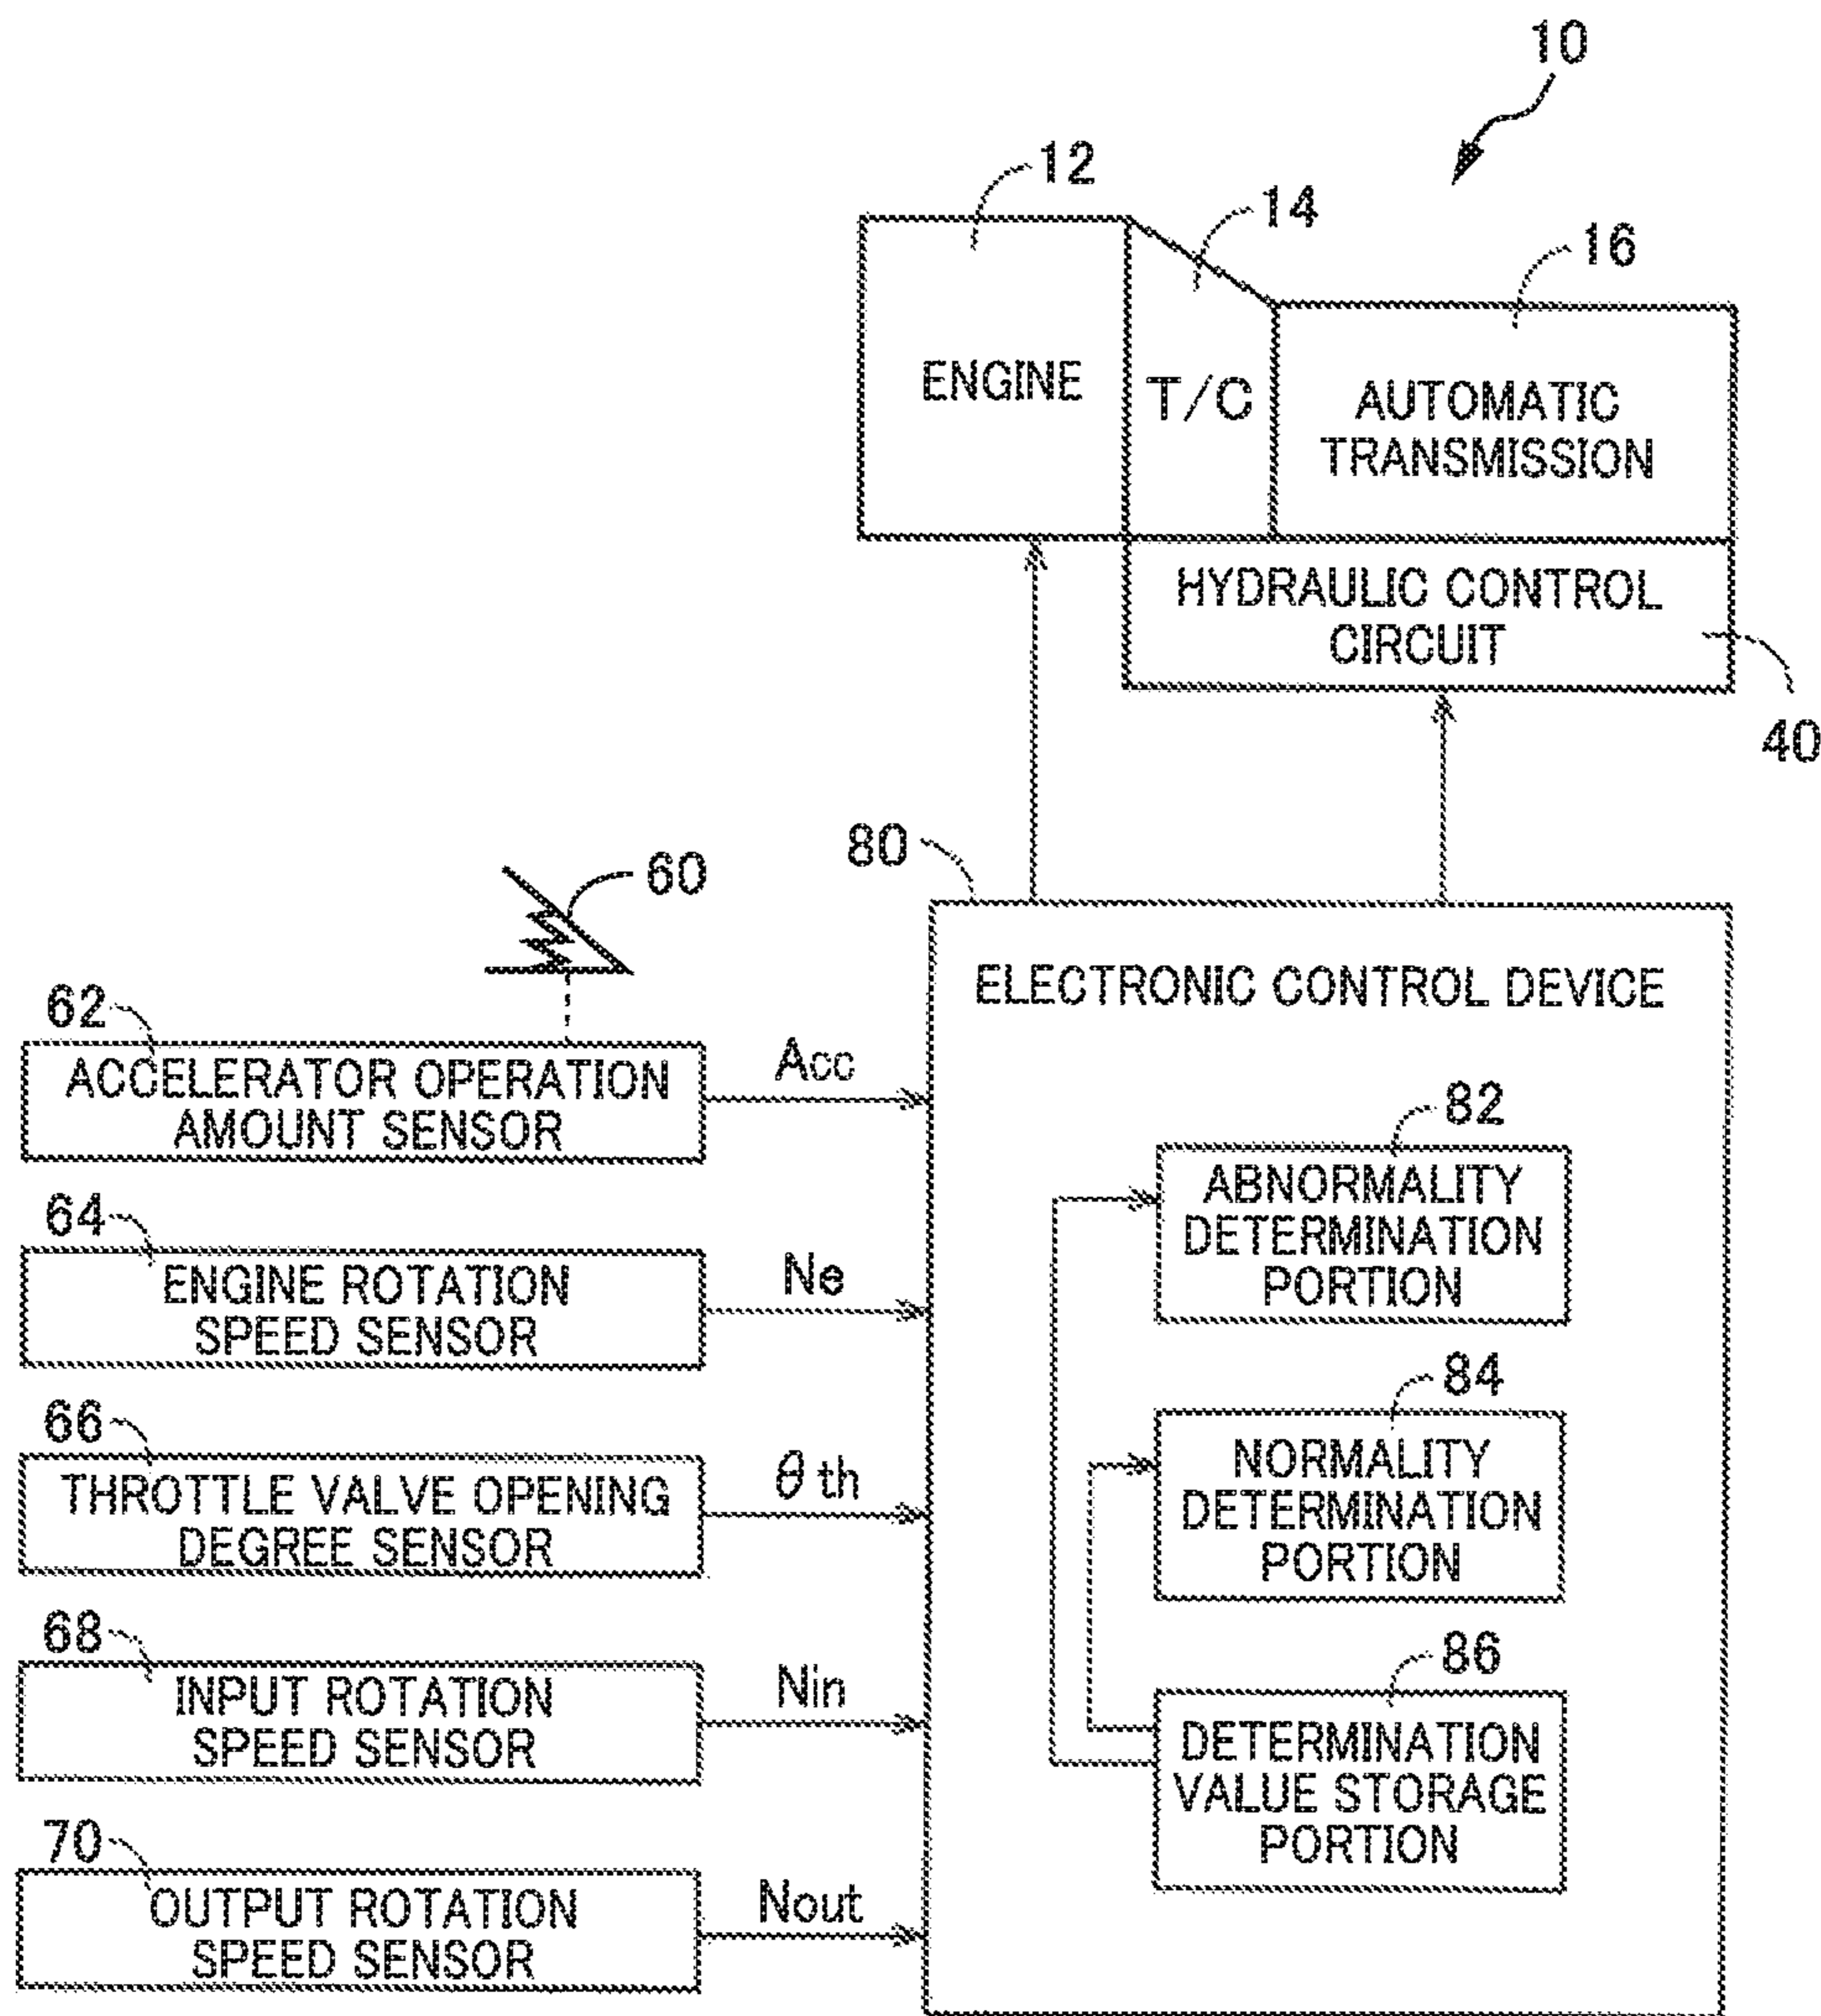 10
12
14
16
ENGINE
T/C
AUTOMATIC
TRANSMISSION
HYDRAULIC CONTROL
CIRCUIT
40
80
60
ELECTRONIC CONTROL DEVICE
62
ACCELERATOR OPERATION
AMOUNT SENSOR
Acc
82
ABNORMALITY
DETERMINATION
PORTION
64
ENGINE ROTATION
SPEED SENSOR
Ne
84
NORMALITY
DETERMINATION
PORTION
66
THROTTLE VALVE OPENING
DEGREE SENSOR
θth
68
INPUT ROTATION
SPEED SENSOR
Nin
86
DETERMINATION
VALUE STORAGE
PORTION
70
OUTPUT ROTATION
SPEED SENSOR
Nout